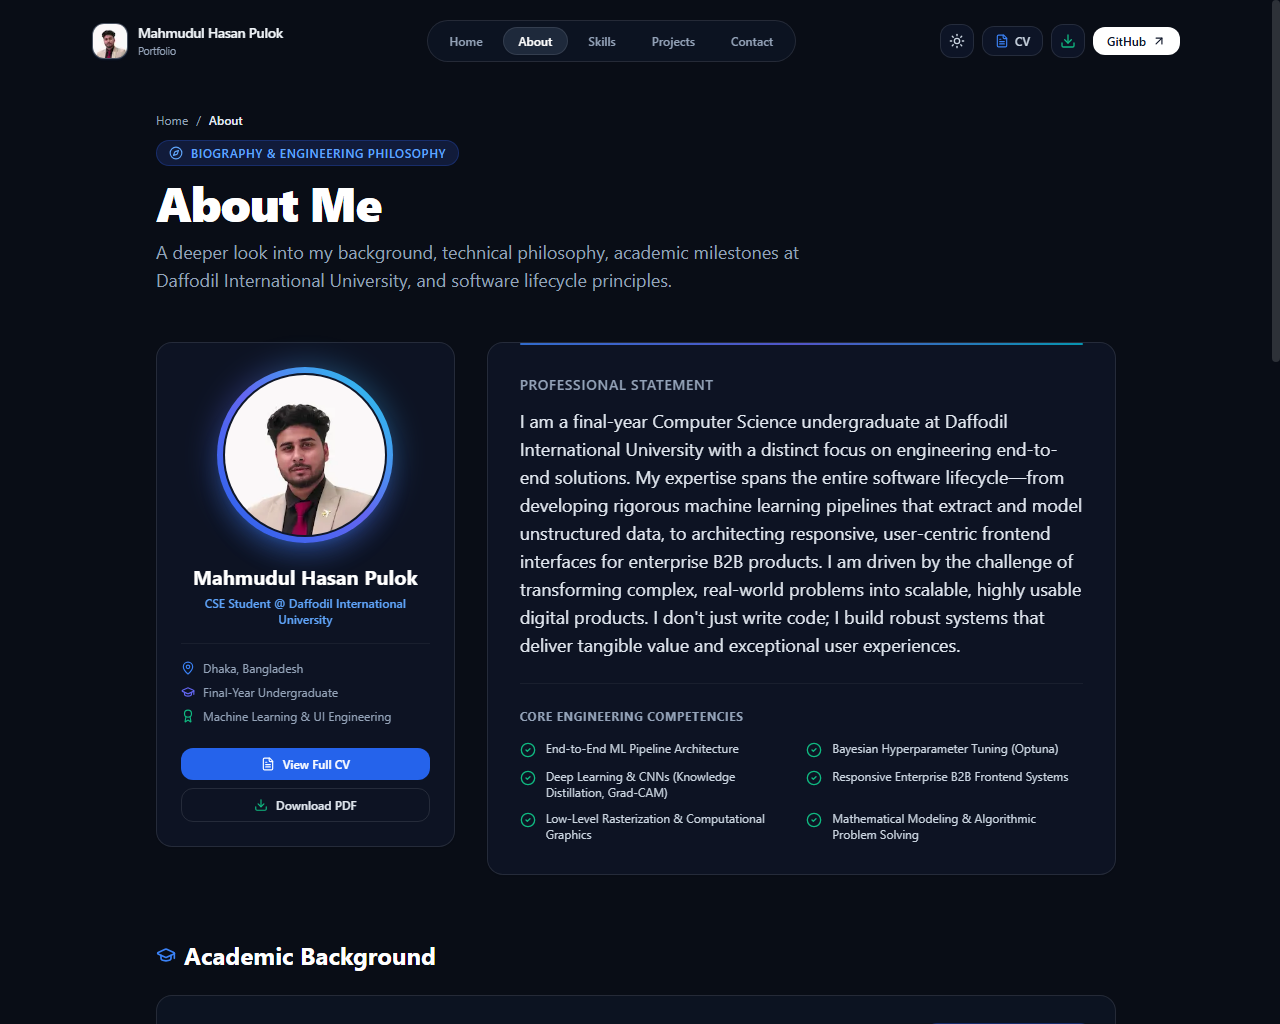 Mahmudul Hasan Pulok
Portfolio
Home
About
Skills
Projects
Contact
CV
GitHub
Home / About
BIOGRAPHY & ENGINEERING PHILOSOPHY
About Me
A deeper look into my background, technical philosophy, academic milestones at
Daffodil International University, and software lifecycle principles.
Mahmudul Hasan Pulok
CSE Student @ Daffodil International
University
Dhaka, Bangladesh
Final-Year Undergraduate
Machine Learning & UI Engineering
View Full CV
Download PDF
PROFESSIONAL STATEMENT
I am a final-year Computer Science undergraduate at Daffodil
International University with a distinct focus on engineering end-to-
end solutions. My expertise spans the entire software lifecycle—from
developing rigorous machine learning pipelines that extract and model
unstructured data, to architecting responsive, user-centric frontend
interfaces for enterprise B2B products. I am driven by the challenge of
transforming complex, real-world problems into scalable, highly usable
digital products. I don't just write code; I build robust systems that
deliver tangible value and exceptional user experiences.
CORE ENGINEERING COMPETENCIES
End-to-End ML Pipeline Architecture
Bayesian Hyperparameter Tuning (Optuna)
Deep Learning & CNNs (Knowledge
Distillation, Grad-CAM)
Responsive Enterprise B2B Frontend Systems
Low-Level Rasterization & Computational
Graphics
Mathematical Modeling & Algorithmic
Problem Solving
Academic Background